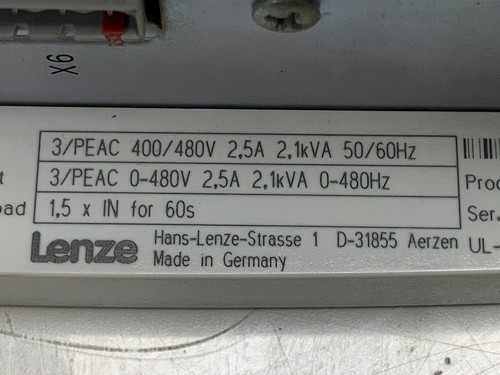 X6
3/PEAC 400/480V 2,5A 2,1kVA 50/60Hz
3/PEAC 0-480V 2,5A 2,1kVA 0-480Hz
1,5 x IN for 60s
Lenze
Hans-Lenze-Strasse 1 D-31855 Aerzen
Made in Germany
Ser.
UL-